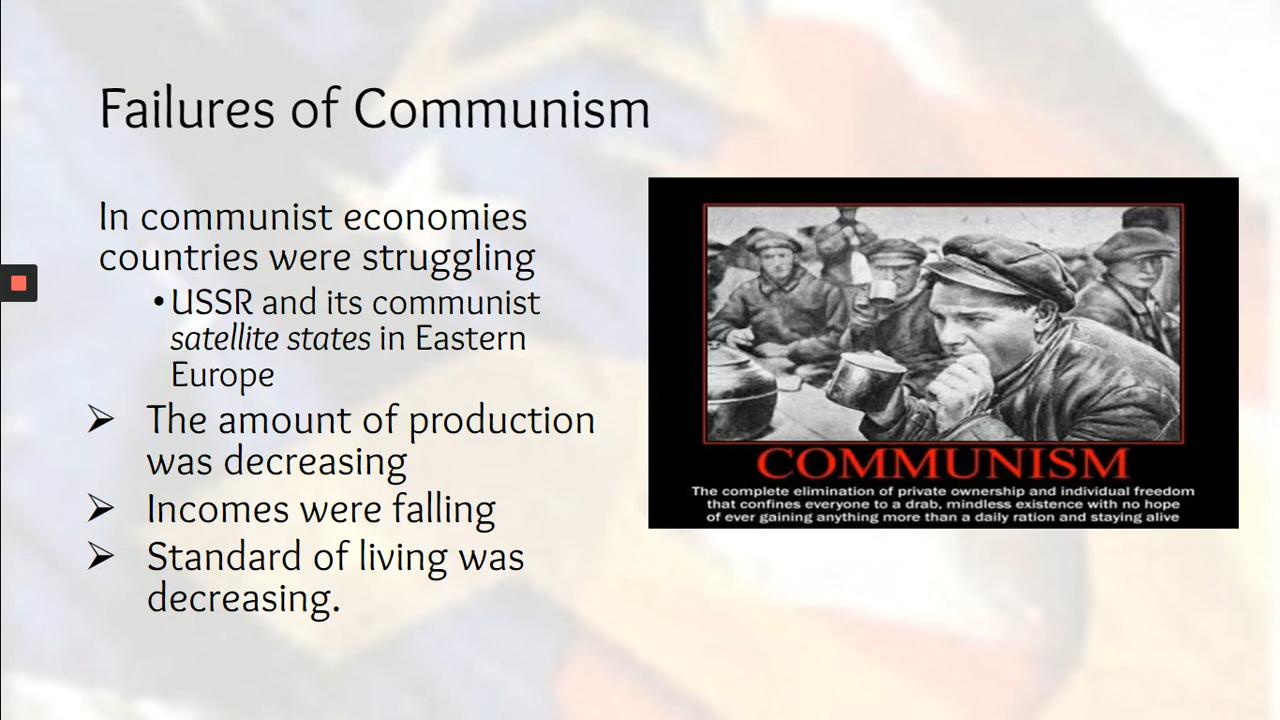 Failures of Communism
In communist economies
countries were struggling
• USSR and its communist
satellite states in Eastern
Europe
➢ The amount of production
was decreasing
➢ Incomes were falling
➢ Standard of living was
decreasing.
COMMUNISM
The complete elimination of private ownership and individual freedom
that confines everyone to a drab, mindless existence with no hope
of ever gaining anything more than a daily ration and staying alive